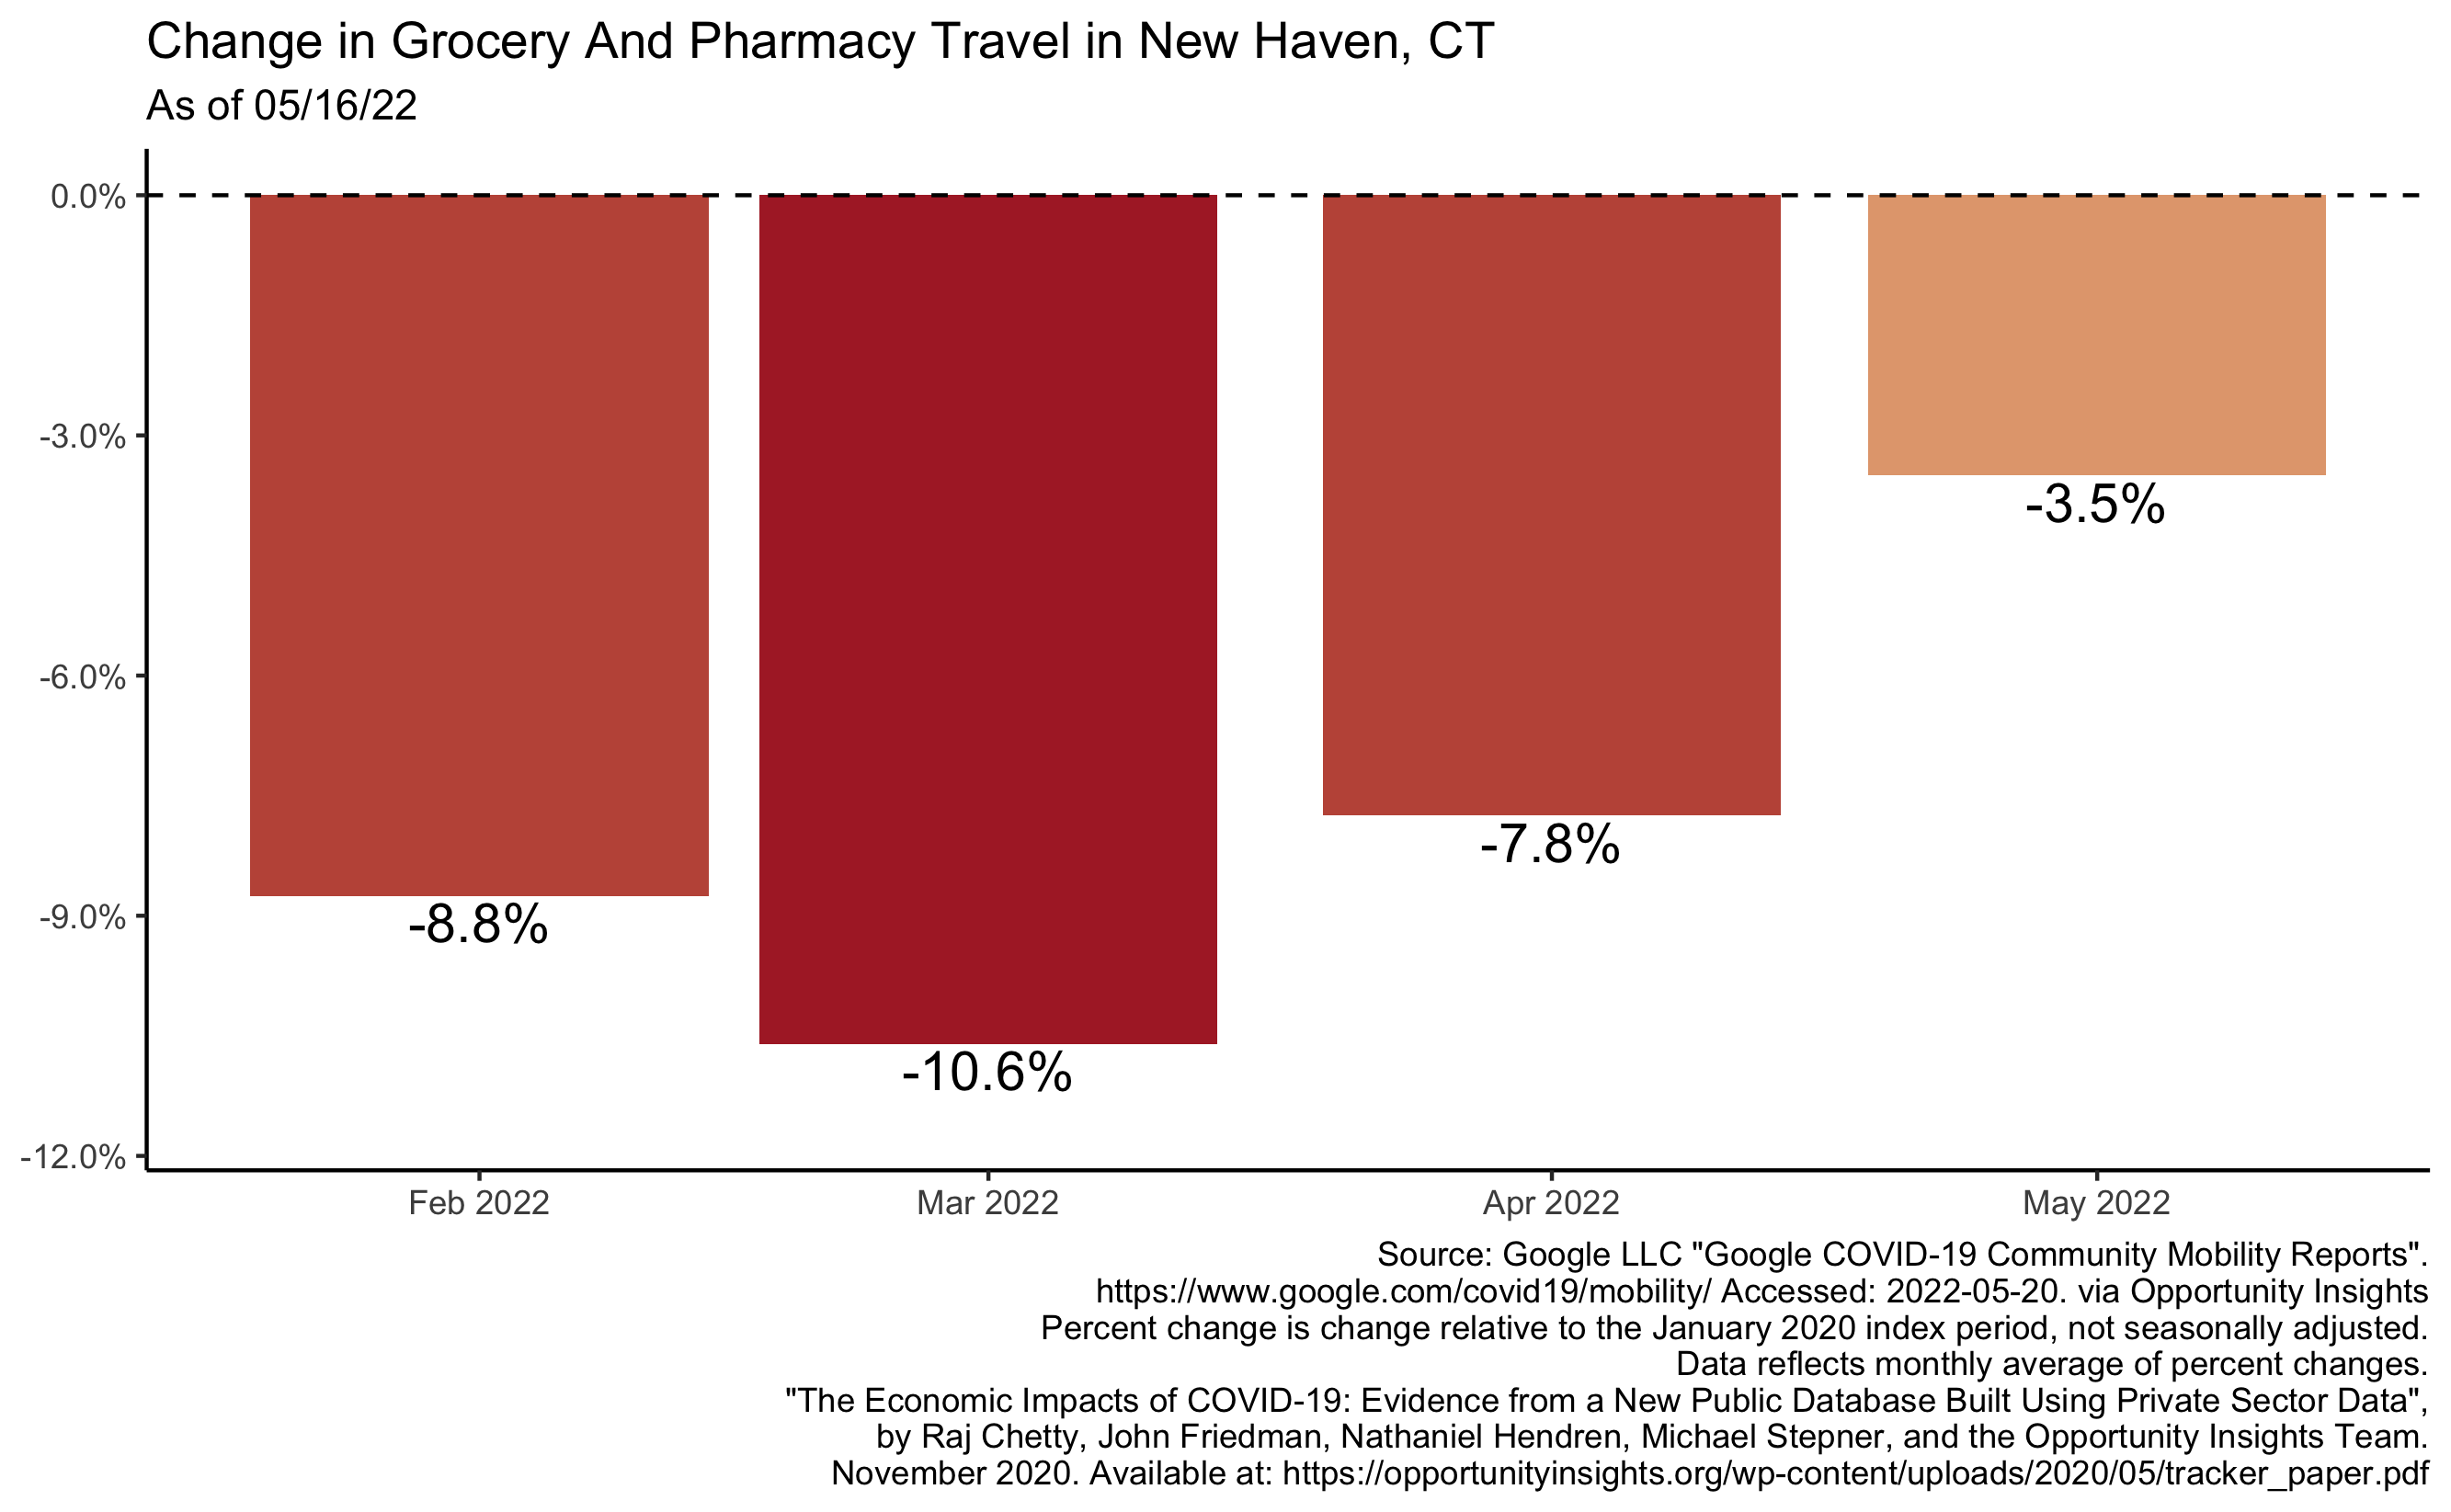 Change in Grocery And Pharmacy Travel in New Haven, CT
As of 05/16/22
0.0%
-3.0%
-6.0%
-9.0%
-12.0%
-8.8%
-10.6%
-7.8%
-3.5%
Feb 2022
Mar 2022
Apr 2022
May 2022
Source: Google LLC "Google COVID-19 Community Mobility Reports".
https://www.google.com/covid19/mobility/ Accessed: 2022-05-20. via Opportunity Insights
Percent change is change relative to the January 2020 index period, not seasonally adjusted.
Data reflects monthly average of percent changes.
"The Economic Impacts of COVID-19: Evidence from a New Public Database Built Using Private Sector Data",
by Raj Chetty, John Friedman, Nathaniel Hendren, Michael Stepner, and the Opportunity Insights Team.
November 2020. Available at: https://opportunityinsights.org/wp-content/uploads/2020/05/tracker_paper.pdf